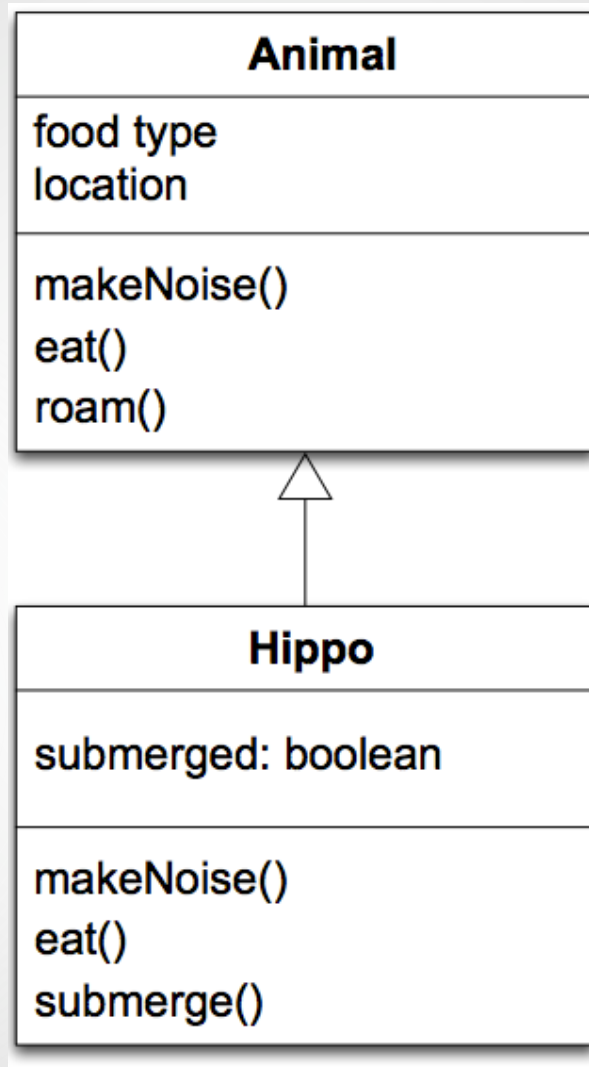 Animal
food type
location
makeNoise()
eat()
roam()
Hippo
submerged: boolean
makeNoise()
eat()
submerge()